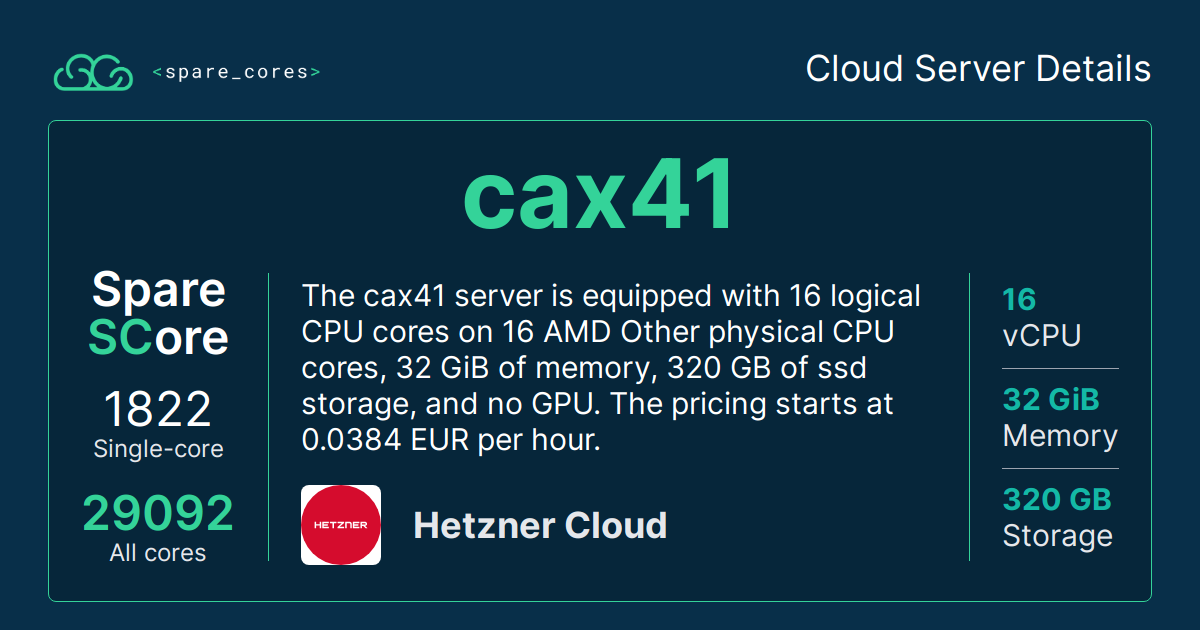 <spare_cores>
Cloud Server Details
cax41
Spare
SCore
1822
Single-core
29092
All cores
The cax41 server is equipped with 16 logical
CPU cores on 16 AMD Other physical CPU
cores, 32 GiB of memory, 320 GB of ssd
storage, and no GPU. The pricing starts at
0.0384 EUR per hour.
HETZNER
Hetzner Cloud
16
vCPU
32 GiB
Memory
320 GB
Storage